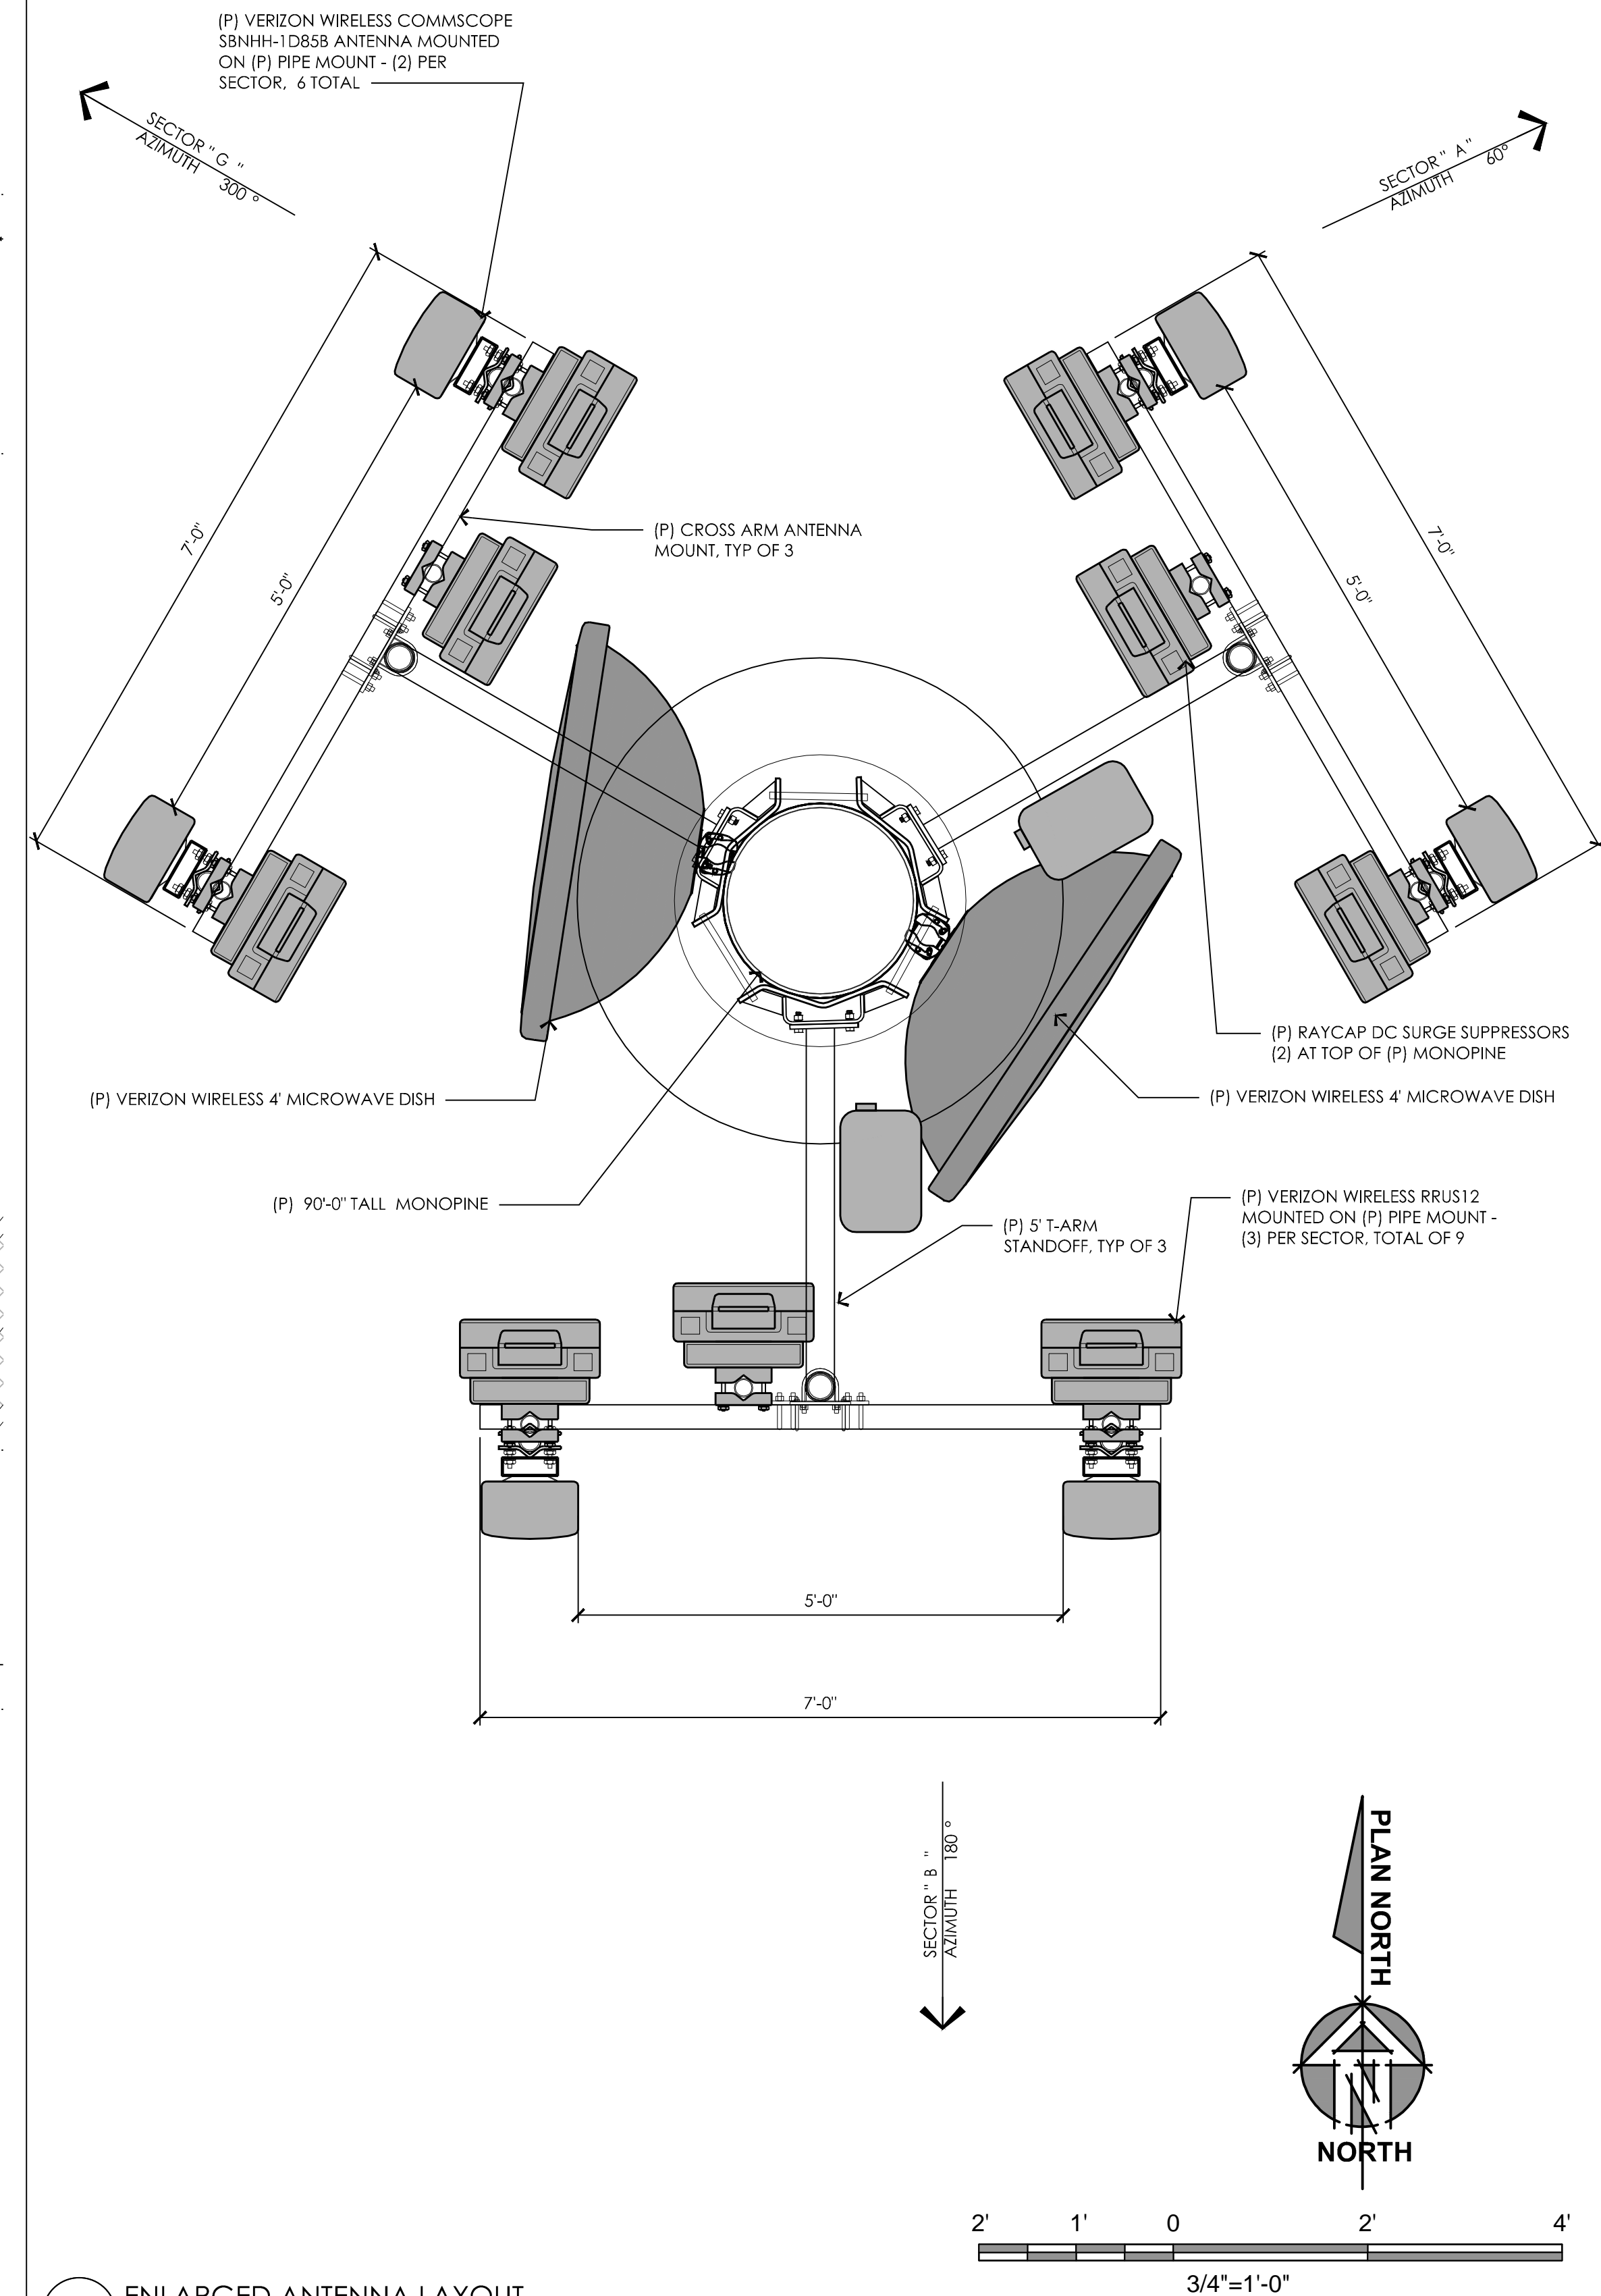 (P) VERIZON WIRELESS COMMSCOPE
SBNHH-1D85B ANTENNA MOUNTED
ON (P) PIPE MOUNT - (2) PER
SECTOR, 6 TOTAL
SECTOR " G "
AZIMUTH 300 °
SECTOR " A "
AZIMUTH 60°
7'-0"
5'-0"
(P) CROSS ARM ANTENNA
MOUNT, TYP OF 3
5'-0"
7'-0"
(P) RAYCAP DC SURGE SUPPRESSORS
(2) AT TOP OF (P) MONOPINE
(P) VERIZON WIRELESS 4' MICROWAVE DISH
(P) VERIZON WIRELESS 4' MICROWAVE DISH
(P) 90'-0" TALL MONOPINE
(P) VERIZON WIRELESS RRUS12
MOUNTED ON (P) PIPE MOUNT -
(3) PER SECTOR, TOTAL OF 9
(P) 5' T-ARM
STANDOFF, TYP OF 3
5'-0"
7'-0"
SECTOR " B "
AZIMUTH 180 °
PLAN NORTH
NORTH
2' 1' 0 2' 4'
3/4"=1'-0"
ENLARGED ANTENNA LAYOUT